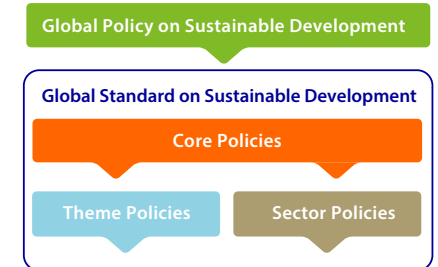 Global Policy on Sustainable Development
Global Standard on Sustainable Development
Core Policies
Theme Policies
Sector Policies